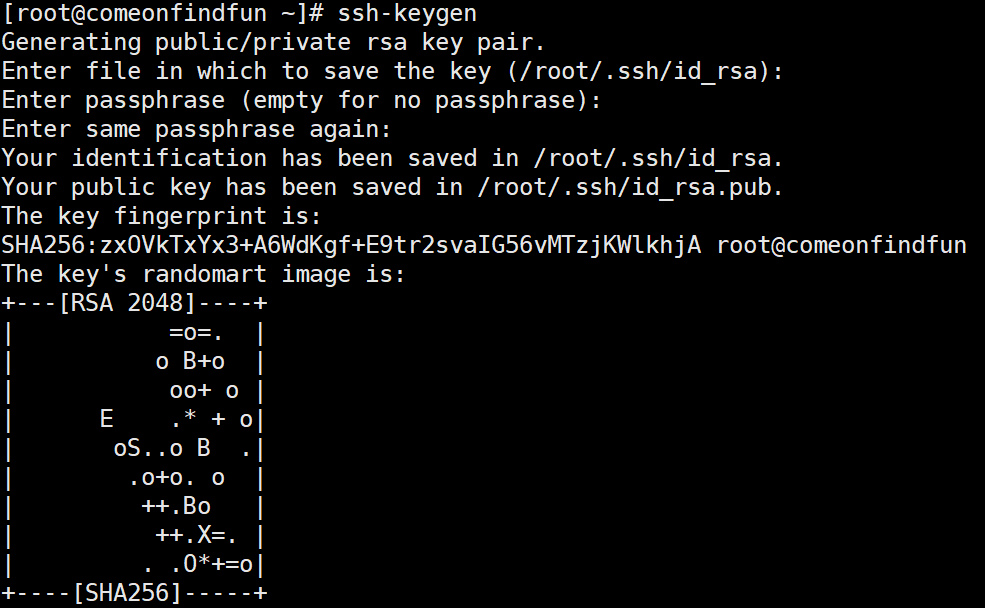 [root@comeonfindfun ~]# ssh-keygen
Generating public/private rsa key pair.
Enter file in which to save the key (/root/.ssh/id_rsa):
Enter passphrase (empty for no passphrase):
Enter same passphrase again:
Your identification has been saved in /root/.ssh/id_rsa.
Your public key has been saved in /root/.ssh/id_rsa.pub.
The key fingerprint is:
SHA256:zxOVkTxYx3+A6WdKgf+E9tr2svaIG56vMTzjKWlkhjA root@comeonfindfun
The key's randomart image is:
+---[RSA 2048]----+
|           =o=.  |
|          o B+o  |
|           oo+ o |
|      E    .* + o|
|       oS..o B  .|
|        .o+o. o  |
|         ++.Bo   |
|          ++.X=. |
|         . .O*+=o|
+----[SHA256]-----+